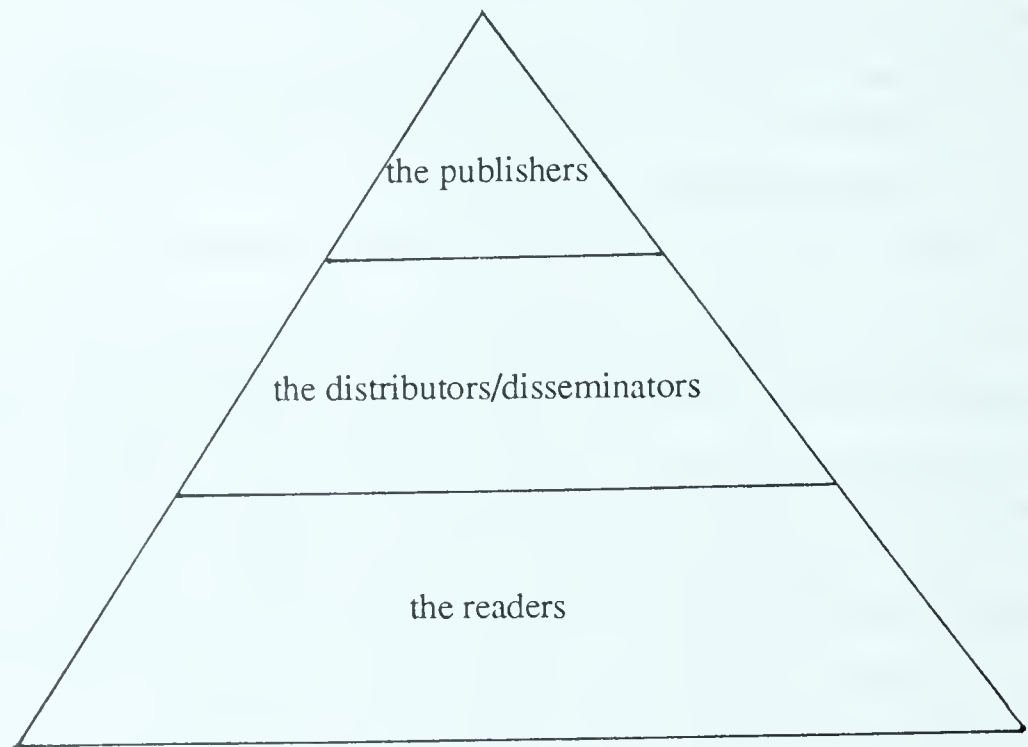 the publishers
the distributors/disseminators
the readers